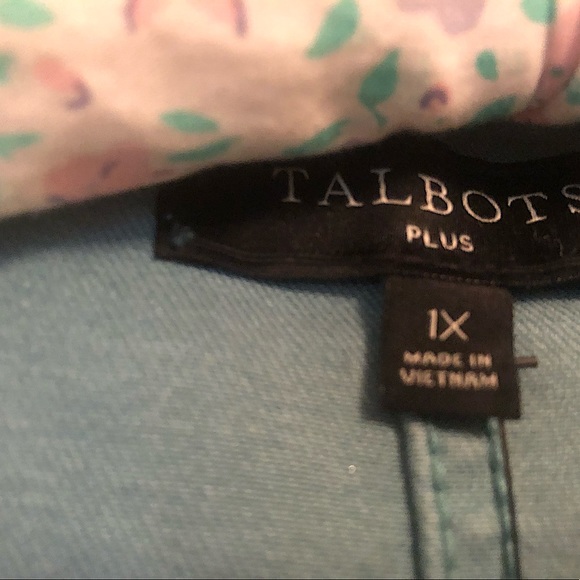 TALBOTS
PLUS
1X
MADE IN
VIETNAM